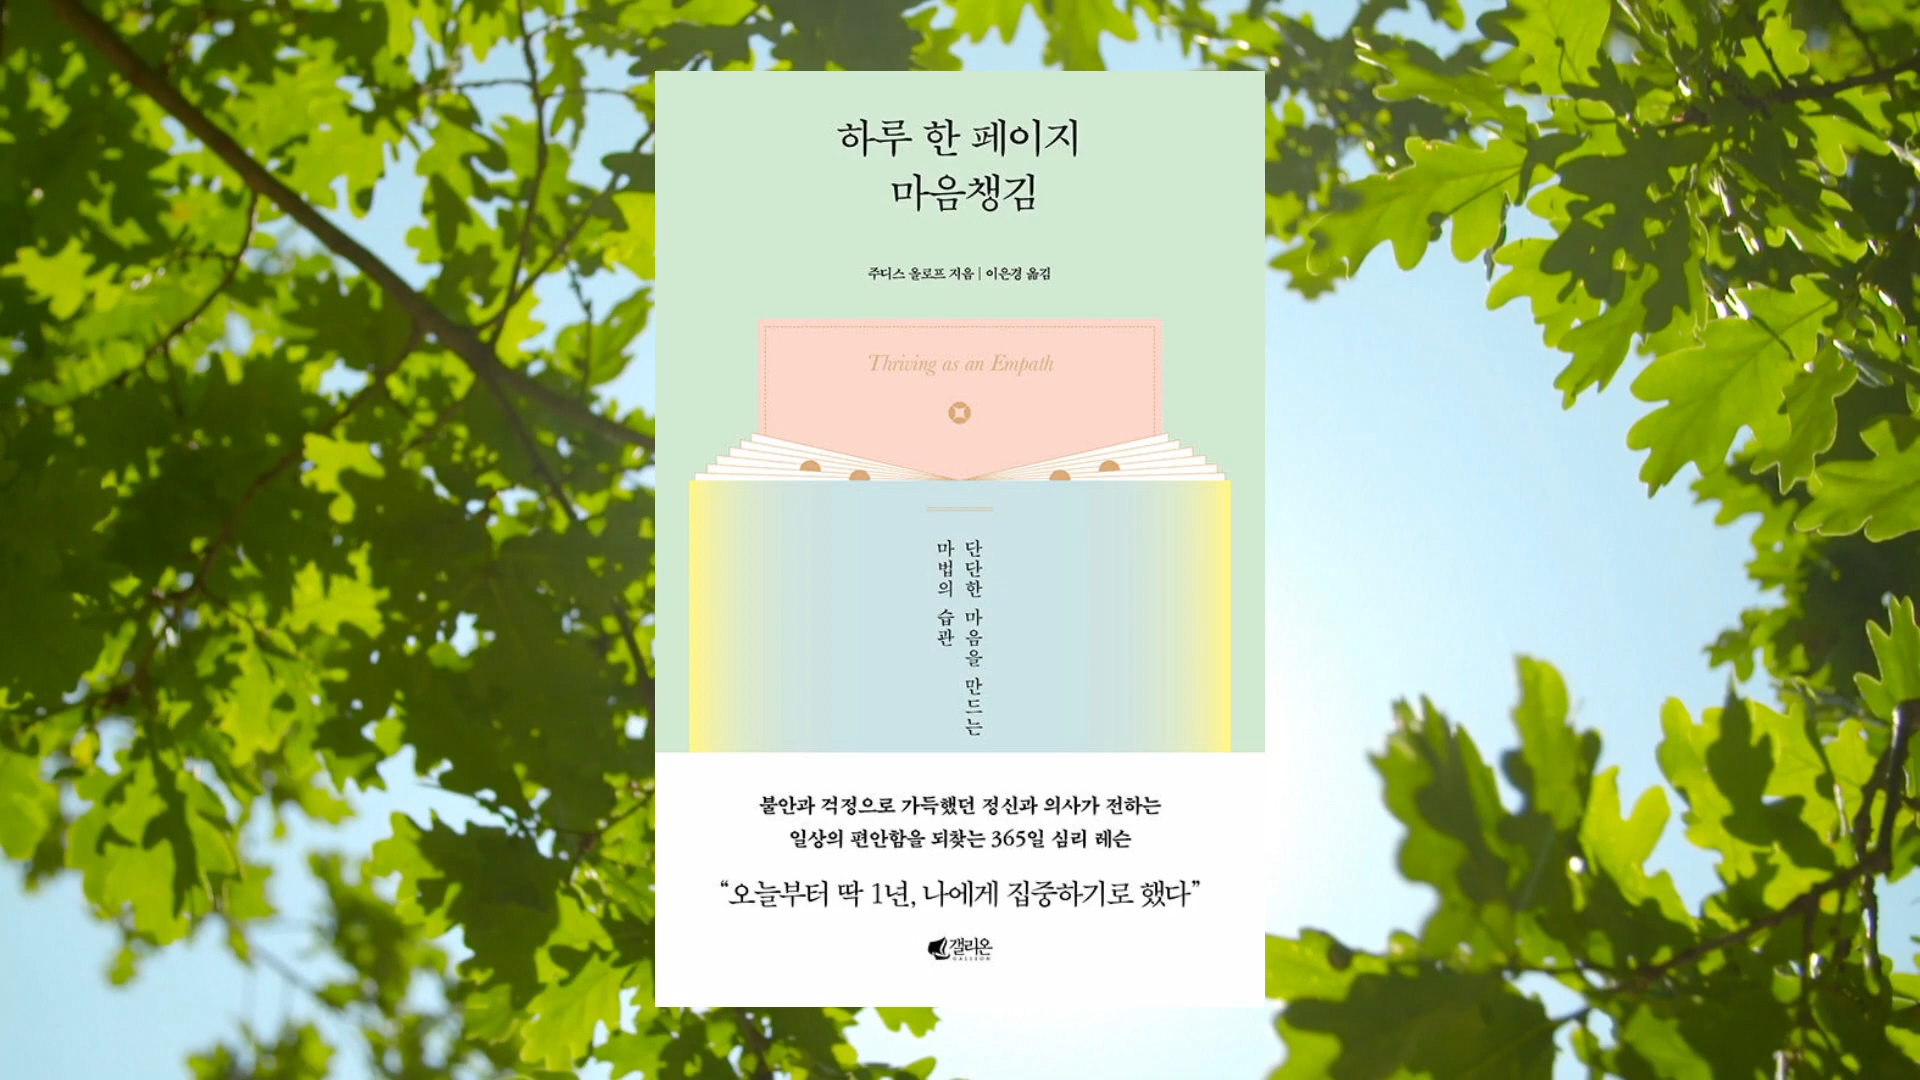 하루 한 페이지
마음챙김
주디스 올로프 지음 | 이은경 옮김
Thriving as an Empath
단단한 마음을 만드는
마법의 습관
불안과 걱정으로 가득했던 정신과 의사가 전하는
일상의 편안함을 되찾는 365일 심리 레슨
“오늘부터 딱 1년, 나에게 집중하기로 했다”
갤리온
GALLEON